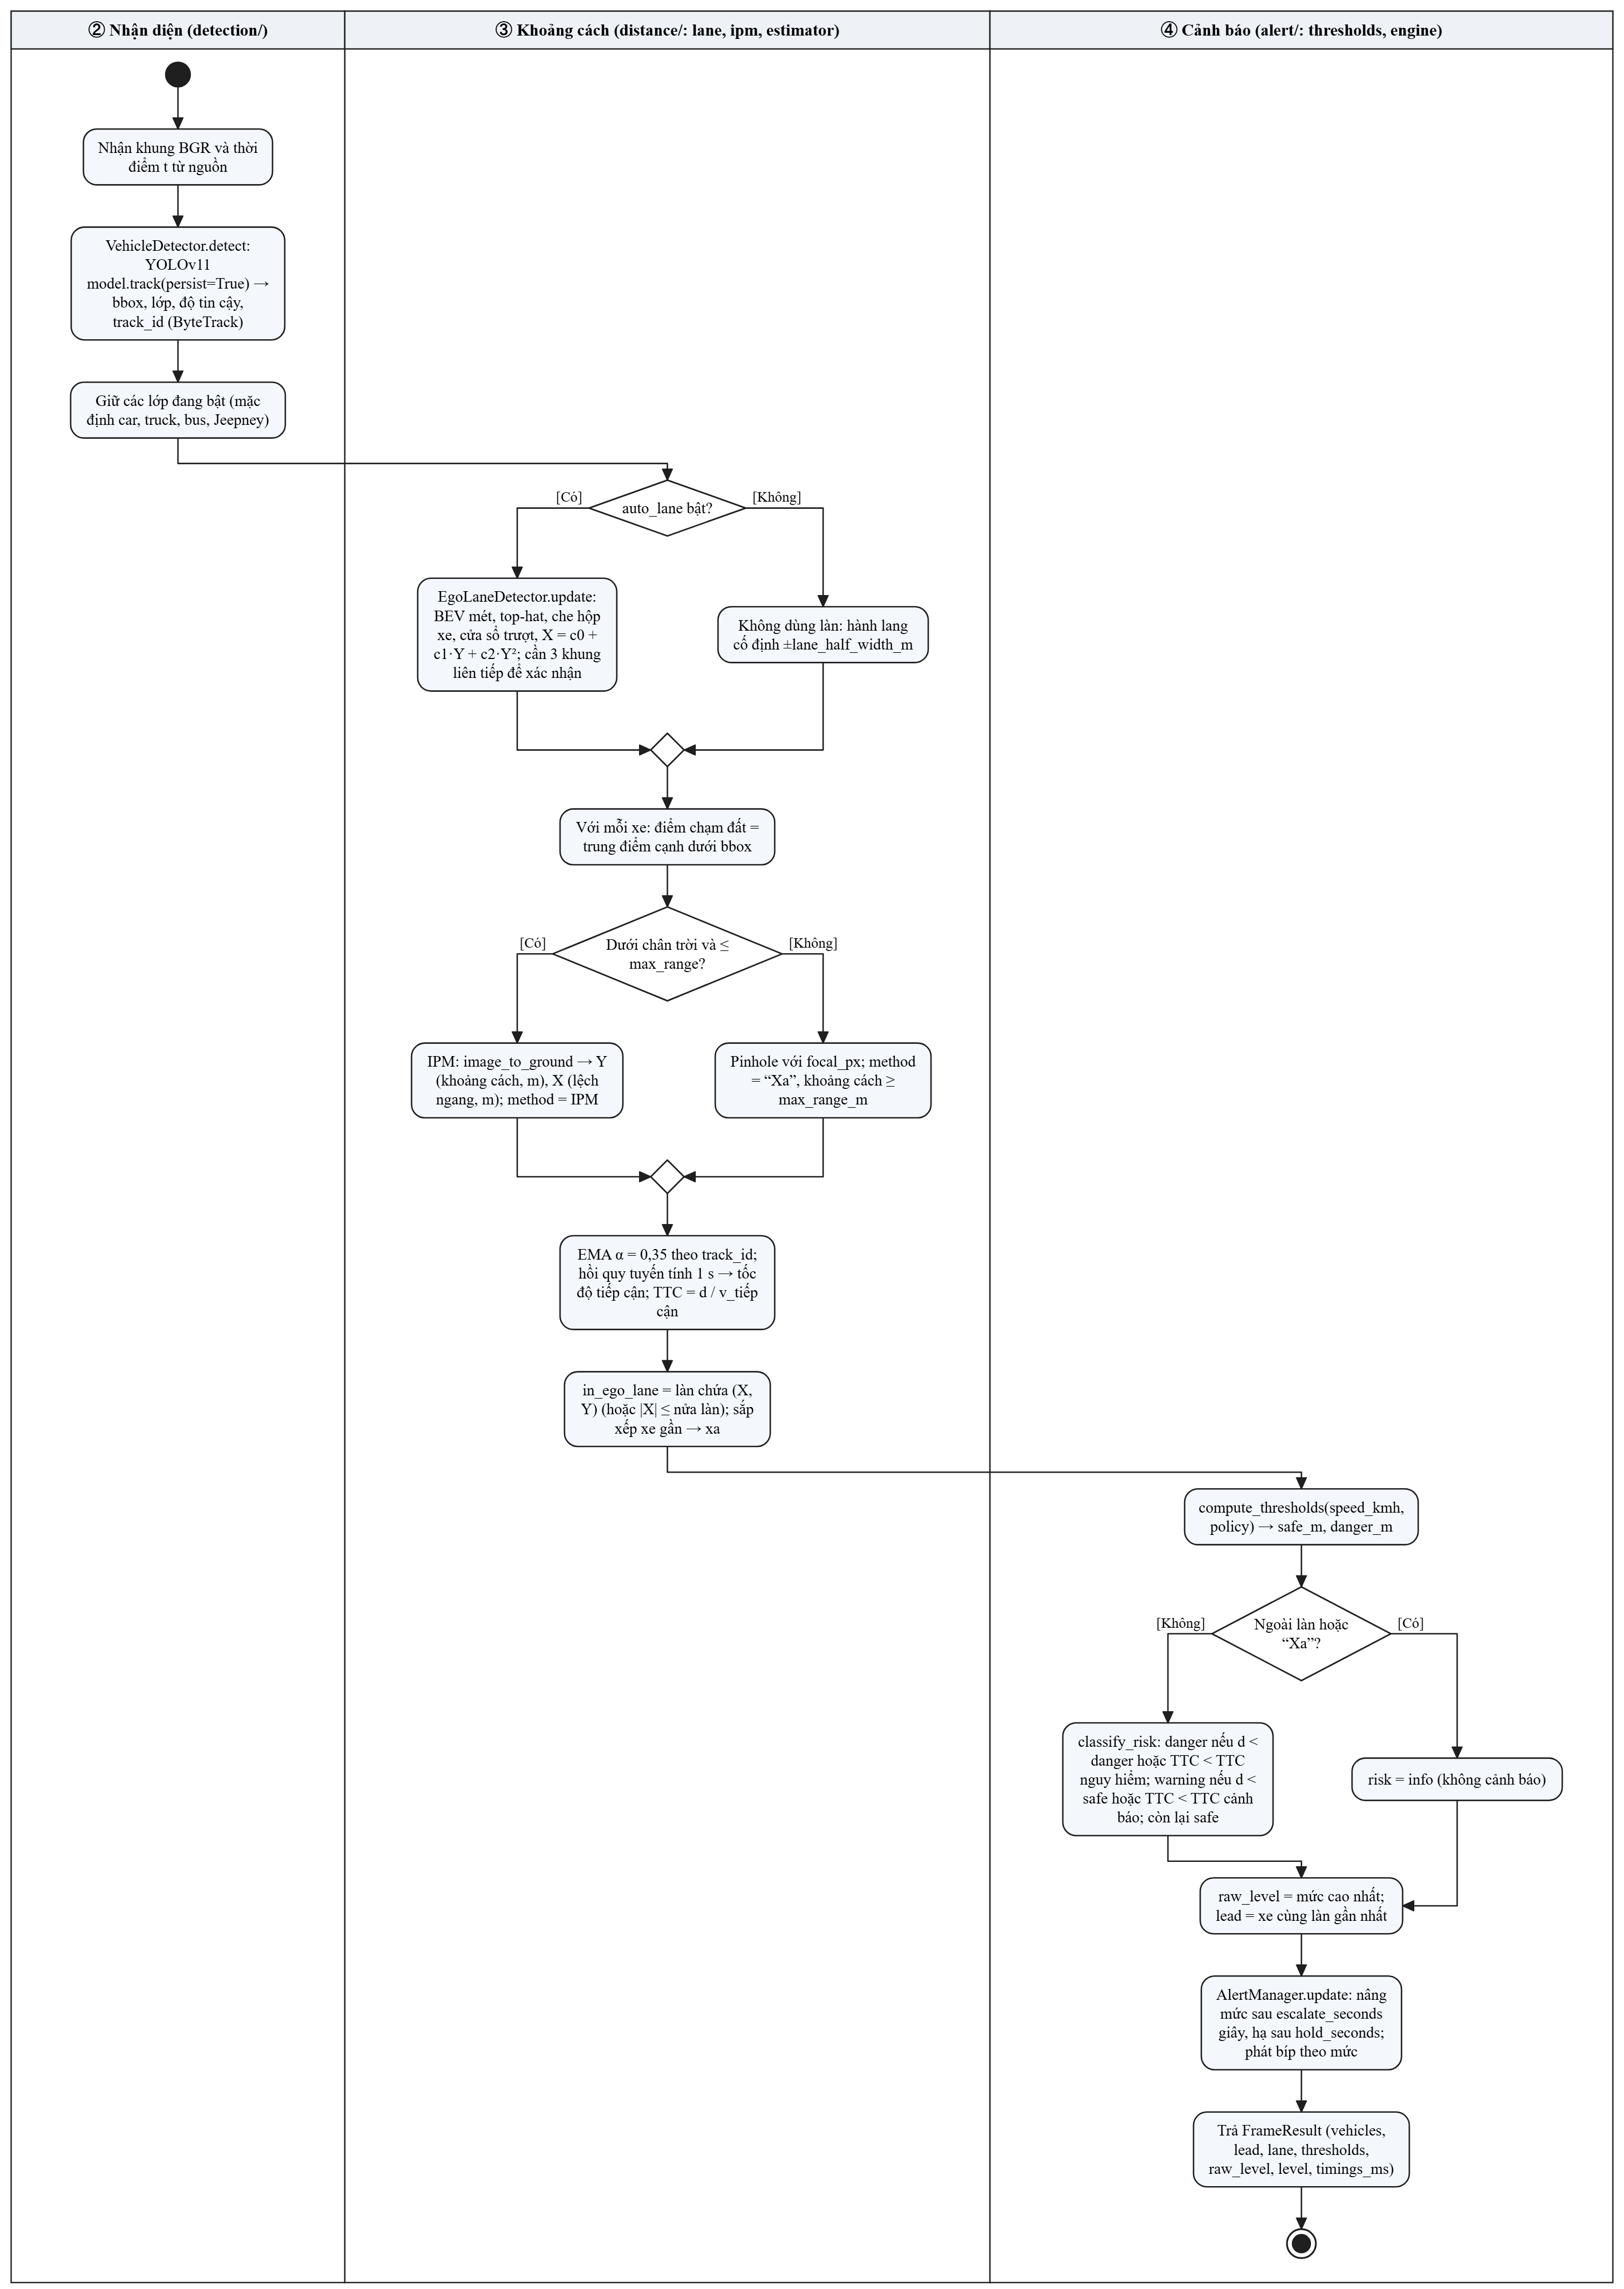 ② Nhận diện (detection/)
③ Khoảng cách (distance/: lane, ipm, estimator)
④ Cảnh báo (alert/: thresholds, engine)
Nhận khung BGR và thời
điểm t từ nguồn
VehicleDetector.detect:
YOLOv11
model.track(persist=True) →
bbox, lớp, độ tin cậy,
track_id (ByteTrack)
Giữ các lớp đang bật (mặc
định car, truck, bus, Jeepney)
auto_lane bật?
[Có]
[Không]
EgoLaneDetector.update:
BEV mét, top-hat, che hộp
xe, cửa sổ trượt, X = c0 +
c1·Y + c2·Y²; cần 3 khung
liên tiếp để xác nhận
Không dùng làn: hành lang
cố định ±lane_half_width_m
Với mỗi xe: điểm chạm đất =
trung điểm cạnh dưới bbox
Dưới chân trời và ≤
max_range?
[Có]
[Không]
IPM: image_to_ground → Y
(khoảng cách, m), X (lệch
ngang, m); method = IPM
Pinhole với focal_px; method
= “Xa”, khoảng cách ≥
max_range_m
EMA α = 0,35 theo track_id;
hồi quy tuyến tính 1 s → tốc
độ tiếp cận; TTC = d / v_tiếp
cận
in_ego_lane = làn chứa (X,
Y) (hoặc |X| ≤ nửa làn); sắp
xếp xe gần → xa
compute_thresholds(speed_kmh,
policy) → safe_m, danger_m
Ngoài làn hoặc
“Xa”?
[Không]
[Có]
classify_risk: danger nếu d <
danger hoặc TTC < TTC
nguy hiểm; warning nếu d <
safe hoặc TTC < TTC cảnh
báo; còn lại safe
risk = info (không cảnh báo)
raw_level = mức cao nhất;
lead = xe cùng làn gần nhất
AlertManager.update: nâng
mức sau escalate_seconds
giây, hạ sau hold_seconds;
phát bíp theo mức
Trả FrameResult (vehicles,
lead, lane, thresholds,
raw_level, level, timings_ms)